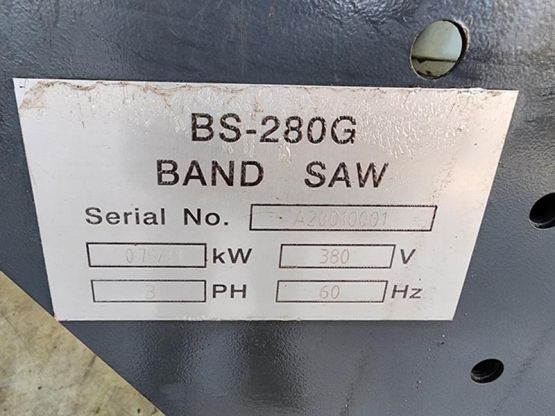 BS-280G
BAND SAW
Serial No. A20010001
kW 380 V
3 PH 60 Hz